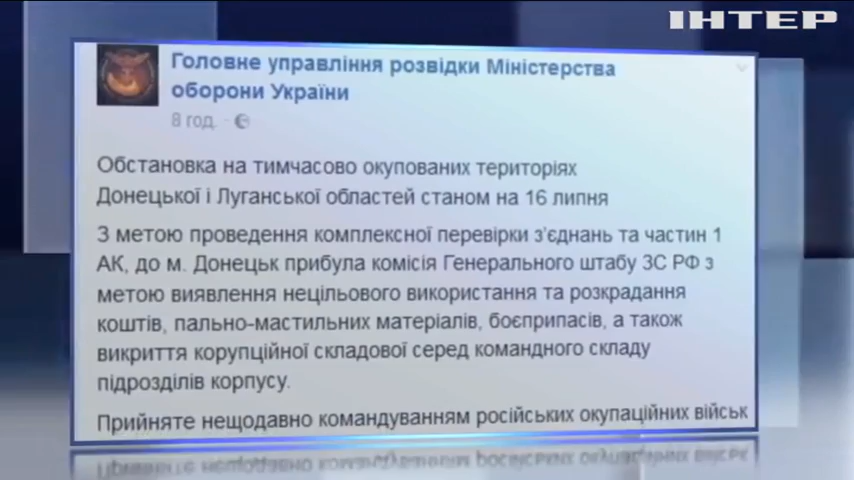 ІНТЕР
Головне управління розвідки Міністерства
оборони України
8 год.
Обстановка на тимчасово окупованих територіях
Донецької і Луганської областей станом на 16 липня
З метою проведення комплексної перевірки з'єднань та частин 1
АК, до м. Донецьк прибула комісія Генерального штабу ЗС РФ з
метою виявлення нецільового використання та розкрадання
коштів, пально-мастильних матеріалів, боєприпасів, а також
викриття корупційної складової серед командного складу
підрозділів корпусу.
Прийняте нещодавно командуванням російських окупаційних військ